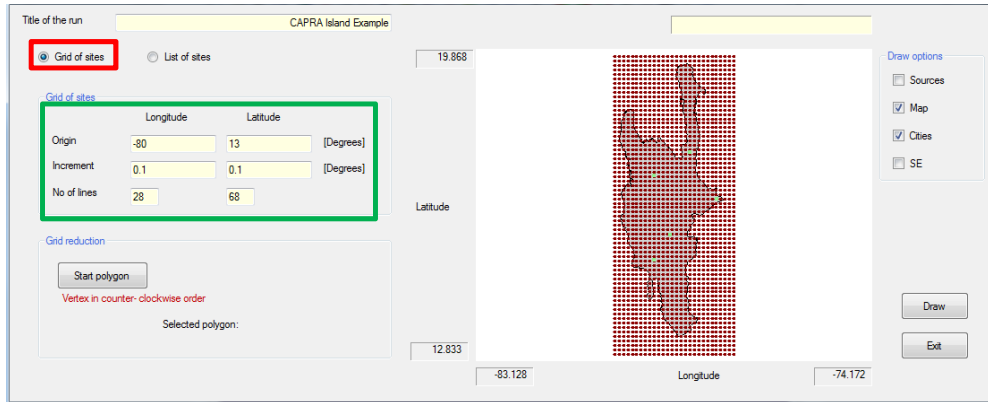 Title of the run
CAPRA Island Example
Grid of sites
List of sites
19.868
Draw options
Sources
Map
Cities
SE
Grid of sites
Longitude Latitude
Origin -80 13 [Degrees]
Increment 0.1 0.1 [Degrees]
No of lines 28 68
Latitude
Grid reduction
Start polygon
Vertex in counter- clockwise order
Selected polygon:
12.833
-83.128 Longitude -74.172
Draw
Exit